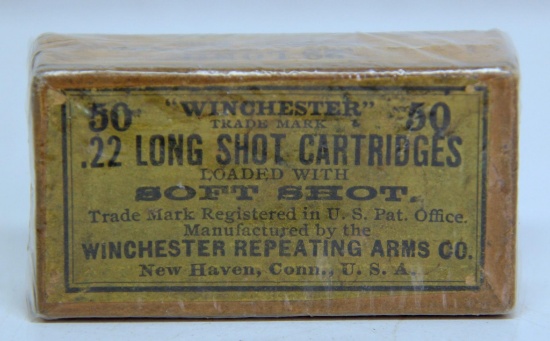 50 "WINCHESTER" 50
TRADE MARK
.22 LONG SHOT CARTRIDGES
LOADED WITH
SOFT SHOT.
Trade Mark Registered in U. S. Pat. Office.
Manufactured by the
WINCHESTER REPEATING ARMS CO.
New Haven, Conn., U. S. A.